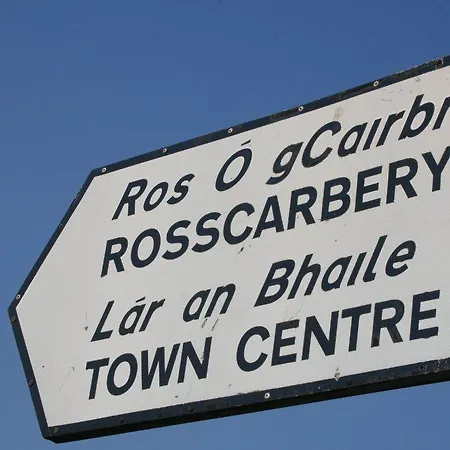 Ros Ó gCairbr
ROSSCARBERY
Lár an Bhaile
TOWN CENTRE